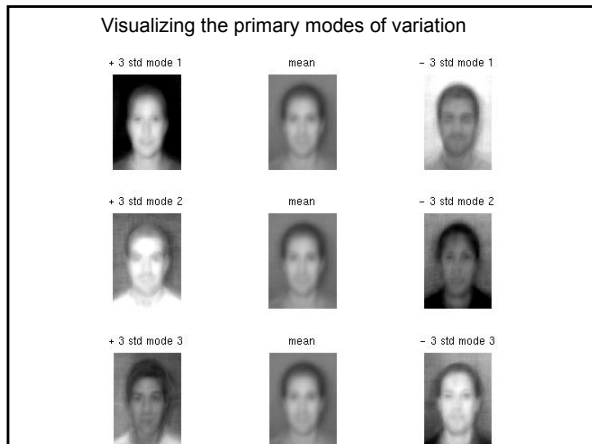 Visualizing the primary modes of variation
+ 3 std mode 1 mean − 3 std mode 1
+ 3 std mode 2 mean − 3 std mode 2
+ 3 std mode 3 mean − 3 std mode 3